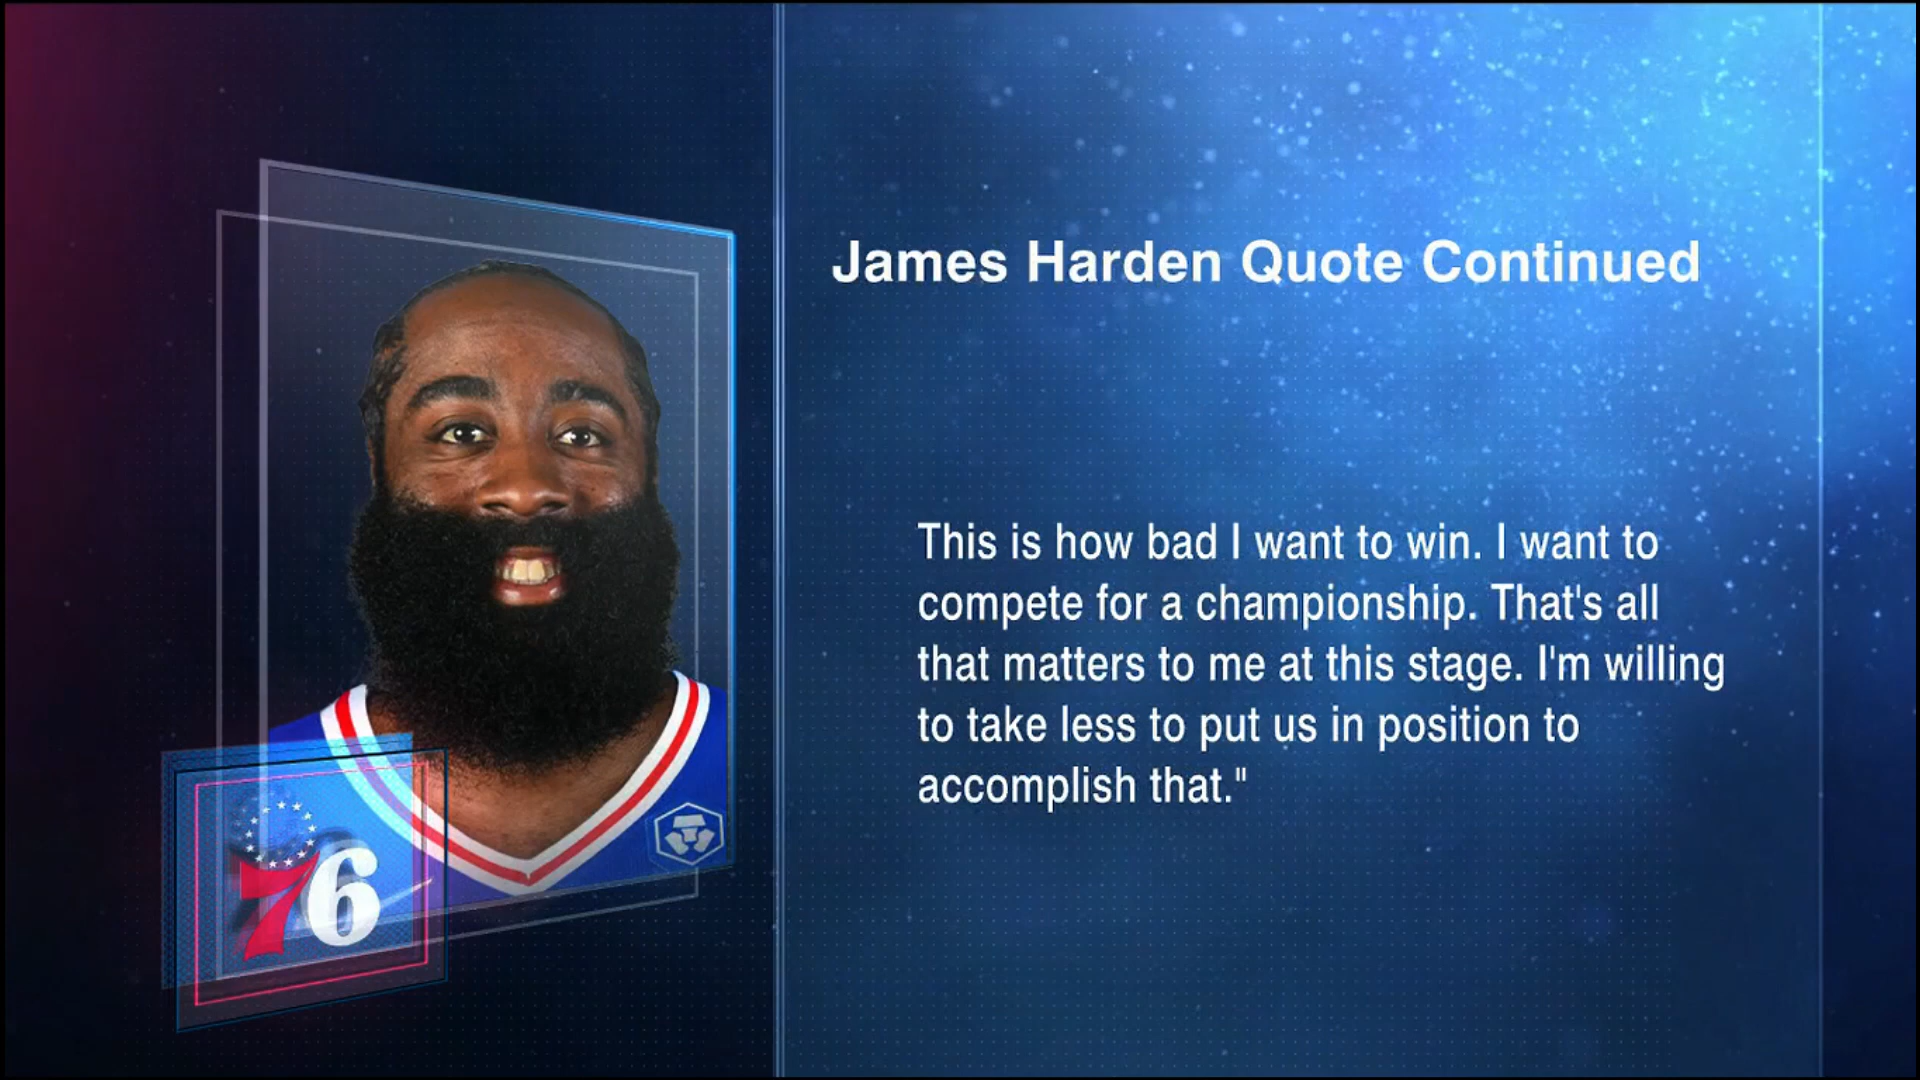 James Harden Quote Continued
This is how bad I want to win. I want to
compete for a championship. That's all
that matters to me at this stage. I'm willing
to take less to put us in position to
accomplish that."
76